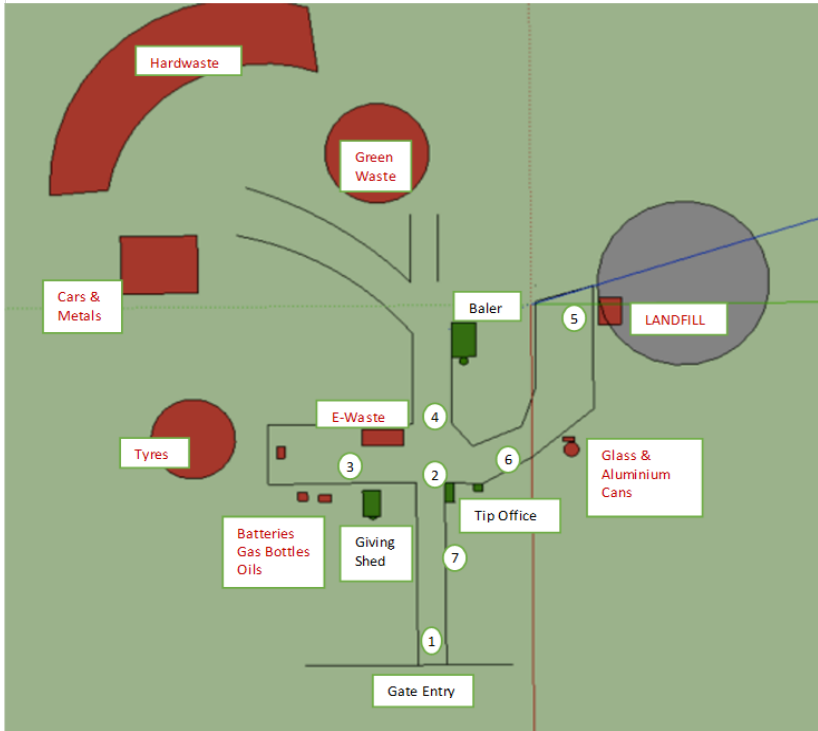 Hardwaste
Green
Waste
Cars &
Metals
Baler
5
LANDFILL
E-Waste
4
Tyres
3
2
6
Glass &
Aluminium
Cans
Tip Office
Batteries
Gas Bottles
Oils
Giving
Shed
7
1
Gate Entry